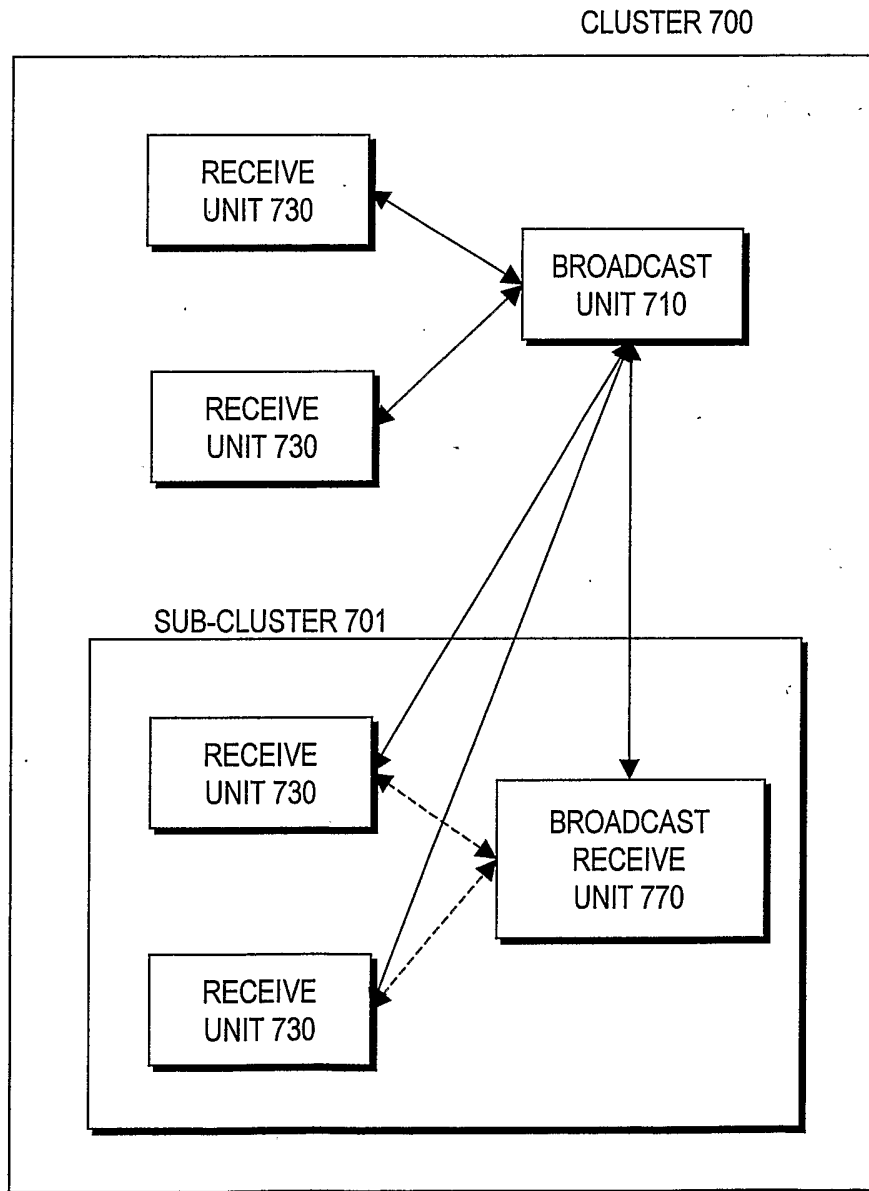 CLUSTER 700
RECEIVE
UNIT 730
BROADCAST
UNIT 710
RECEIVE
UNIT 730
SUB-CLUSTER 701
RECEIVE
UNIT 730
BROADCAST
RECEIVE
UNIT 770
RECEIVE
UNIT 730